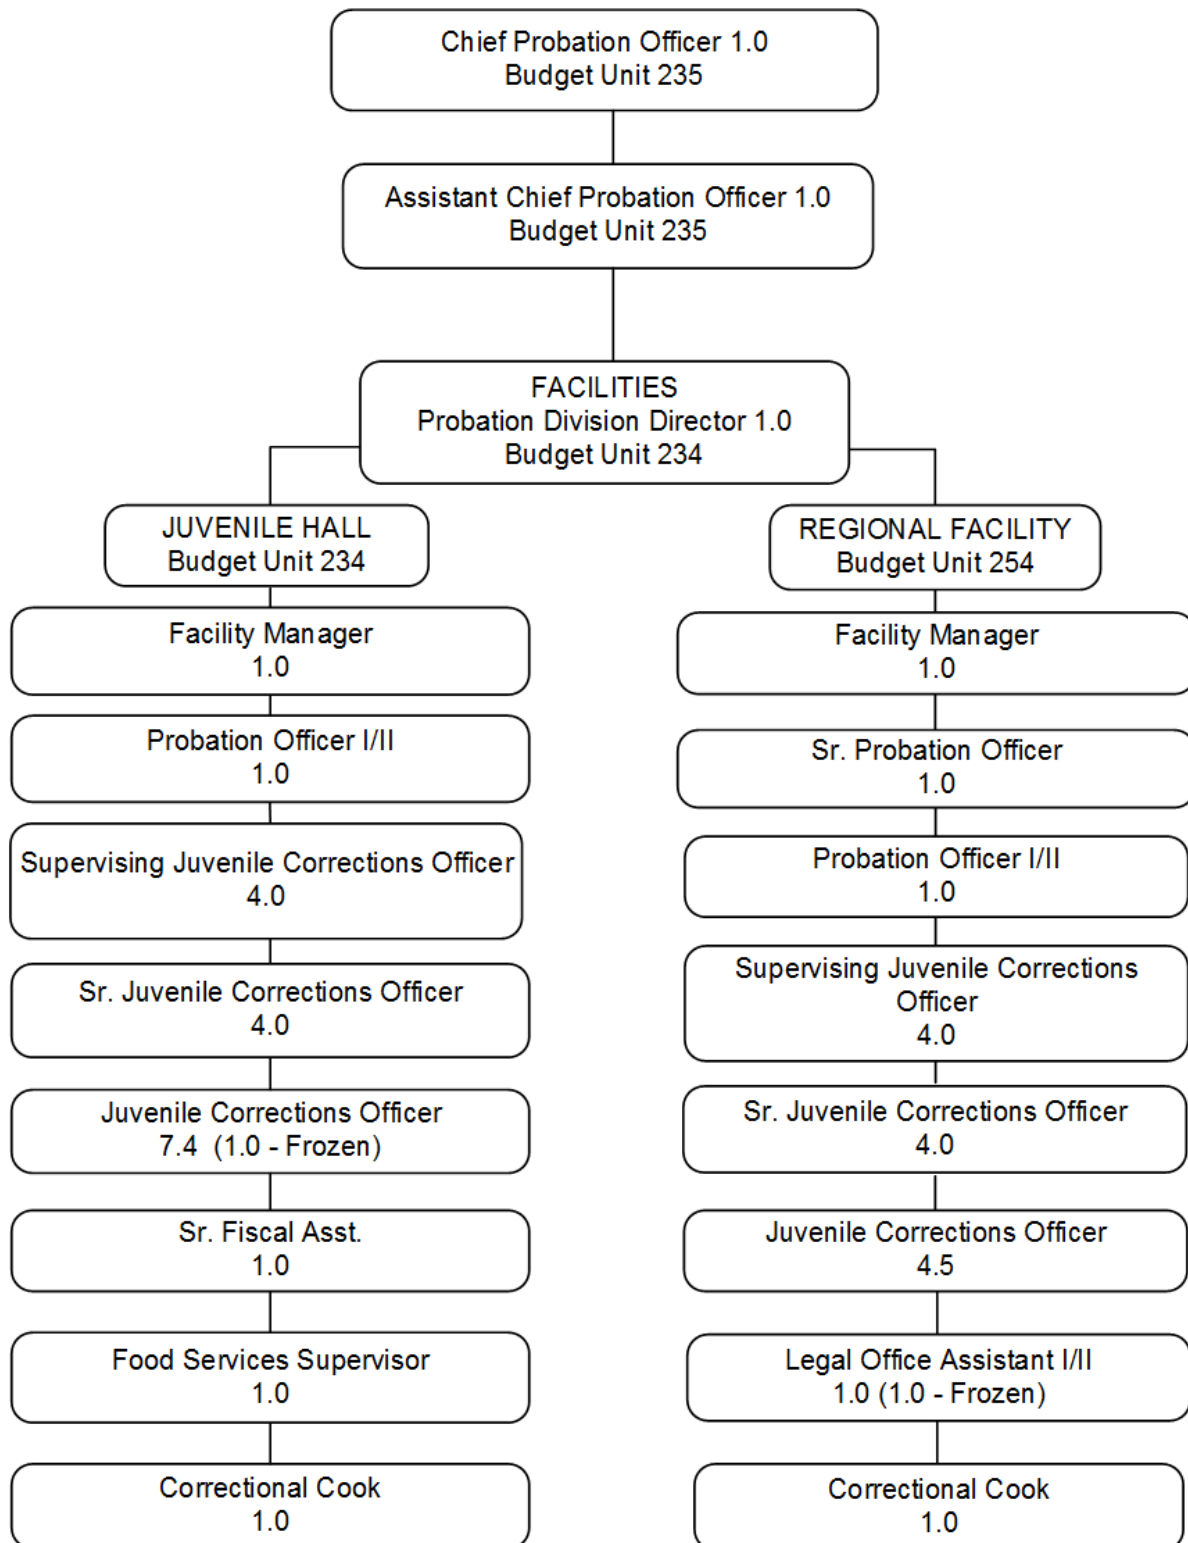 Chief Probation Officer 1.0
Budget Unit 235
Assistant Chief Probation Officer 1.0
Budget Unit 235
FACILITIES
Probation Division Director 1.0
Budget Unit 234
JUVENILE HALL
Budget Unit 234
Facility Manager
1.0
Probation Officer I/II
1.0
Supervising Juvenile Corrections Officer
4.0
Sr. Juvenile Corrections Officer
4.0
Juvenile Corrections Officer
7.4 (1.0 - Frozen)
Sr. Fiscal Asst.
1.0
Food Services Supervisor
1.0
Correctional Cook
1.0
REGIONAL FACILITY
Budget Unit 254
Facility Manager
1.0
Sr. Probation Officer
1.0
Probation Officer I/II
1.0
Supervising Juvenile Corrections
Officer
4.0
Sr. Juvenile Corrections Officer
4.0
Juvenile Corrections Officer
4.5
Legal Office Assistant I/II
1.0 (1.0 - Frozen)
Correctional Cook
1.0